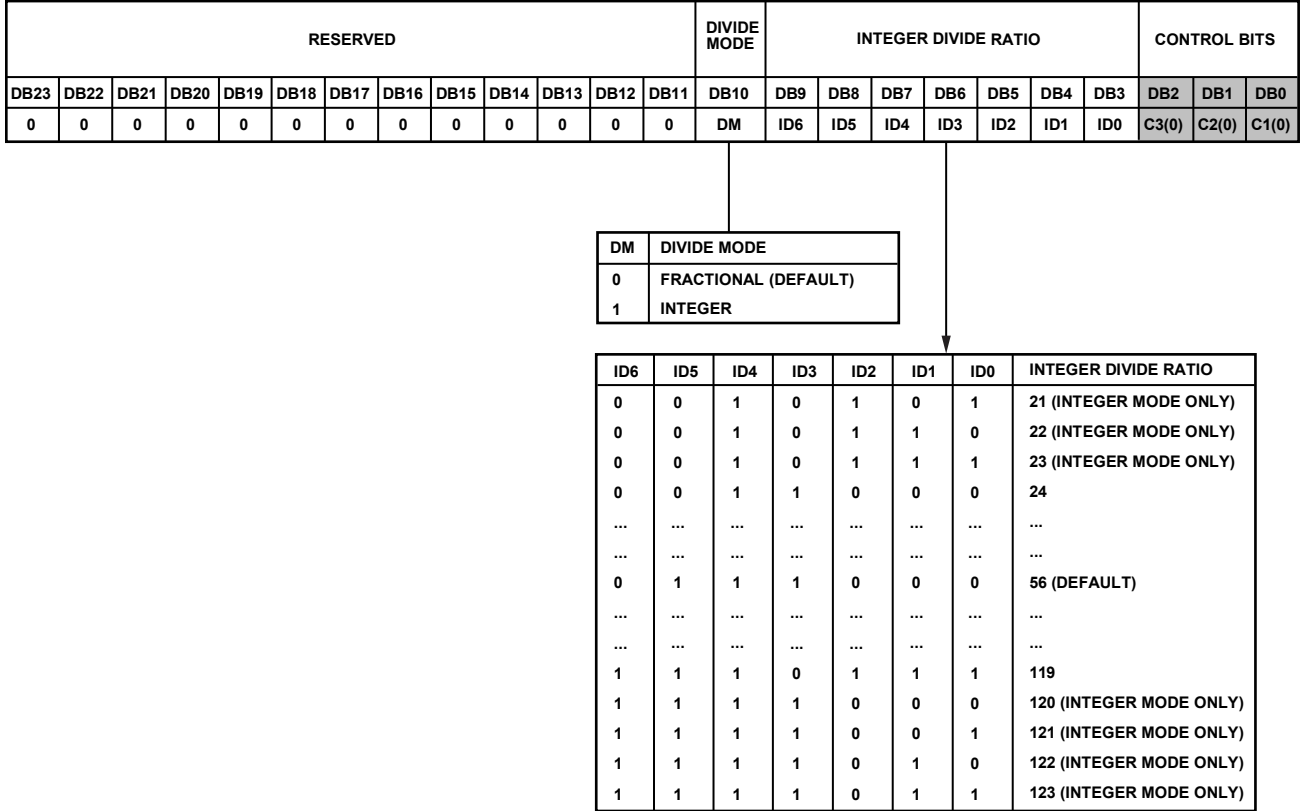 RESERVED DIVIDE MODE INTEGER DIVIDE RATIO CONTROL BITS
DB23 DB22 DB21 DB20 DB19 DB18 DB17 DB16 DB15 DB14 DB13 DB12 DB11 DB10 DB9 DB8 DB7 DB6 DB5 DB4 DB3 DB2 DB1 DB0
0 0 0 0 0 0 0 0 0 0 0 0 0 DM ID6 ID5 ID4 ID3 ID2 ID1 ID0 C3(0) C2(0) C1(0)
DM DIVIDE MODE
0 FRACTIONAL (DEFAULT)
1 INTEGER
ID6 ID5 ID4 ID3 ID2 ID1 ID0 INTEGER DIVIDE RATIO
0 0 1 0 1 0 1 21 (INTEGER MODE ONLY)
0 0 1 0 1 1 0 22 (INTEGER MODE ONLY)
0 0 1 0 1 1 1 23 (INTEGER MODE ONLY)
0 0 1 1 0 0 0 24
... ... ... ... ... ... ... ...
... ... ... ... ... ... ... ...
0 1 1 1 0 0 0 56 (DEFAULT)
... ... ... ... ... ... ... ...
... ... ... ... ... ... ... ...
1 1 1 0 1 1 1 119
1 1 1 1 0 0 0 120 (INTEGER MODE ONLY)
1 1 1 1 0 0 1 121 (INTEGER MODE ONLY)
1 1 1 1 0 1 0 122 (INTEGER MODE ONLY)
1 1 1 1 0 1 1 123 (INTEGER MODE ONLY)